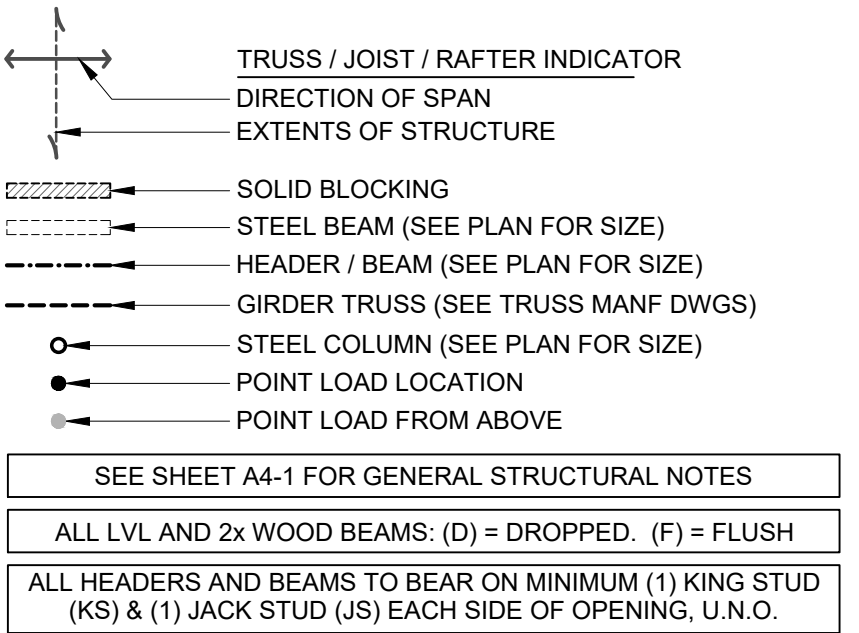 TRUSS / JOIST / RAFTER INDICATOR
DIRECTION OF SPAN
EXTENTS OF STRUCTURE
SOLID BLOCKING
STEEL BEAM (SEE PLAN FOR SIZE)
HEADER / BEAM (SEE PLAN FOR SIZE)
GIRDER TRUSS (SEE TRUSS MANF DWGS)
STEEL COLUMN (SEE PLAN FOR SIZE)
POINT LOAD LOCATION
POINT LOAD FROM ABOVE
SEE SHEET A4-1 FOR GENERAL STRUCTURAL NOTES
ALL LVL AND 2x WOOD BEAMS: (D) = DROPPED. (F) = FLUSH
ALL HEADERS AND BEAMS TO BEAR ON MINIMUM (1) KING STUD
(KS) & (1) JACK STUD (JS) EACH SIDE OF OPENING, U.N.O.